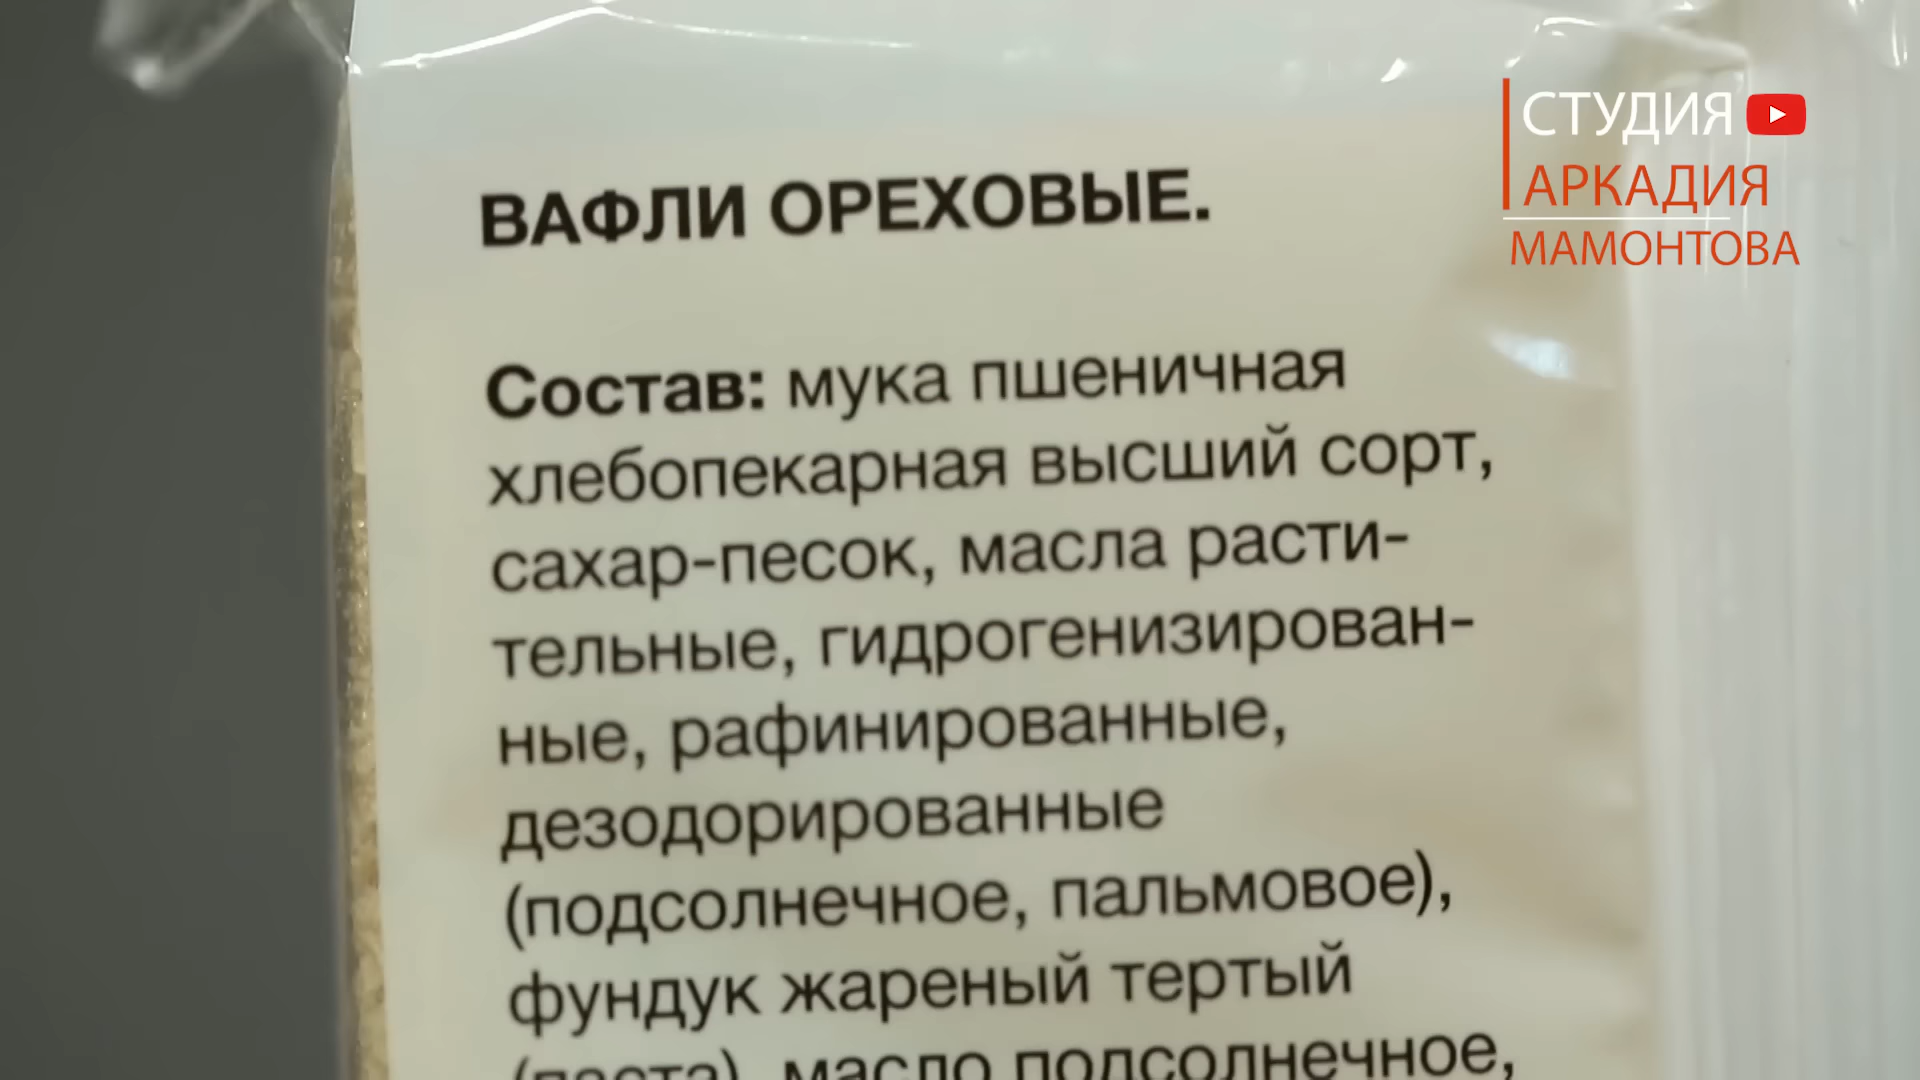 СТУДИЯ
АРКАДИЯ
МАМОНТОВА
ВАФЛИ ОРЕХОВЫЕ.
Состав: мука пшеничная
хлебопекарная высший сорт,
сахар-песок, масла расти-
тельные, гидрогенизирован-
ные, рафинированные,
дезодорированные
(подсолнечное, пальмовое),
фундук жареный тертый
(паста), масло подсолнечное,